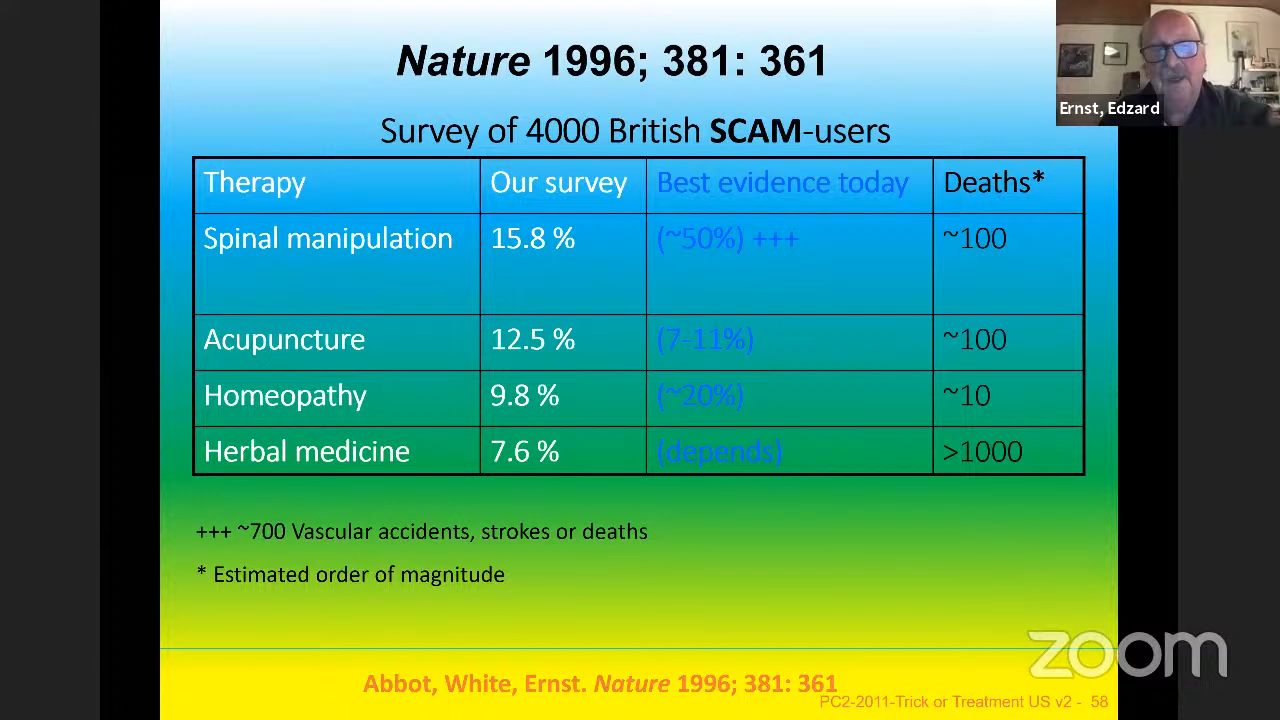 Nature 1996; 381: 361
Ernst, Edzard
Survey of 4000 British SCAM-users
Therapy Our survey Best evidence today Deaths*
Spinal manipulation 15.8 % (~50%) +++ ~100
Acupuncture 12.5 % (7-11%) ~100
Homeopathy 9.8 % (~20%) ~10
Herbal medicine 7.6 % (depends) >1000
+++ ~700 Vascular accidents, strokes or deaths
* Estimated order of magnitude
zoom
Abbot, White, Ernst. Nature 1996; 381: 361
PC2-2011-Trick or Treatment US v2 - 58